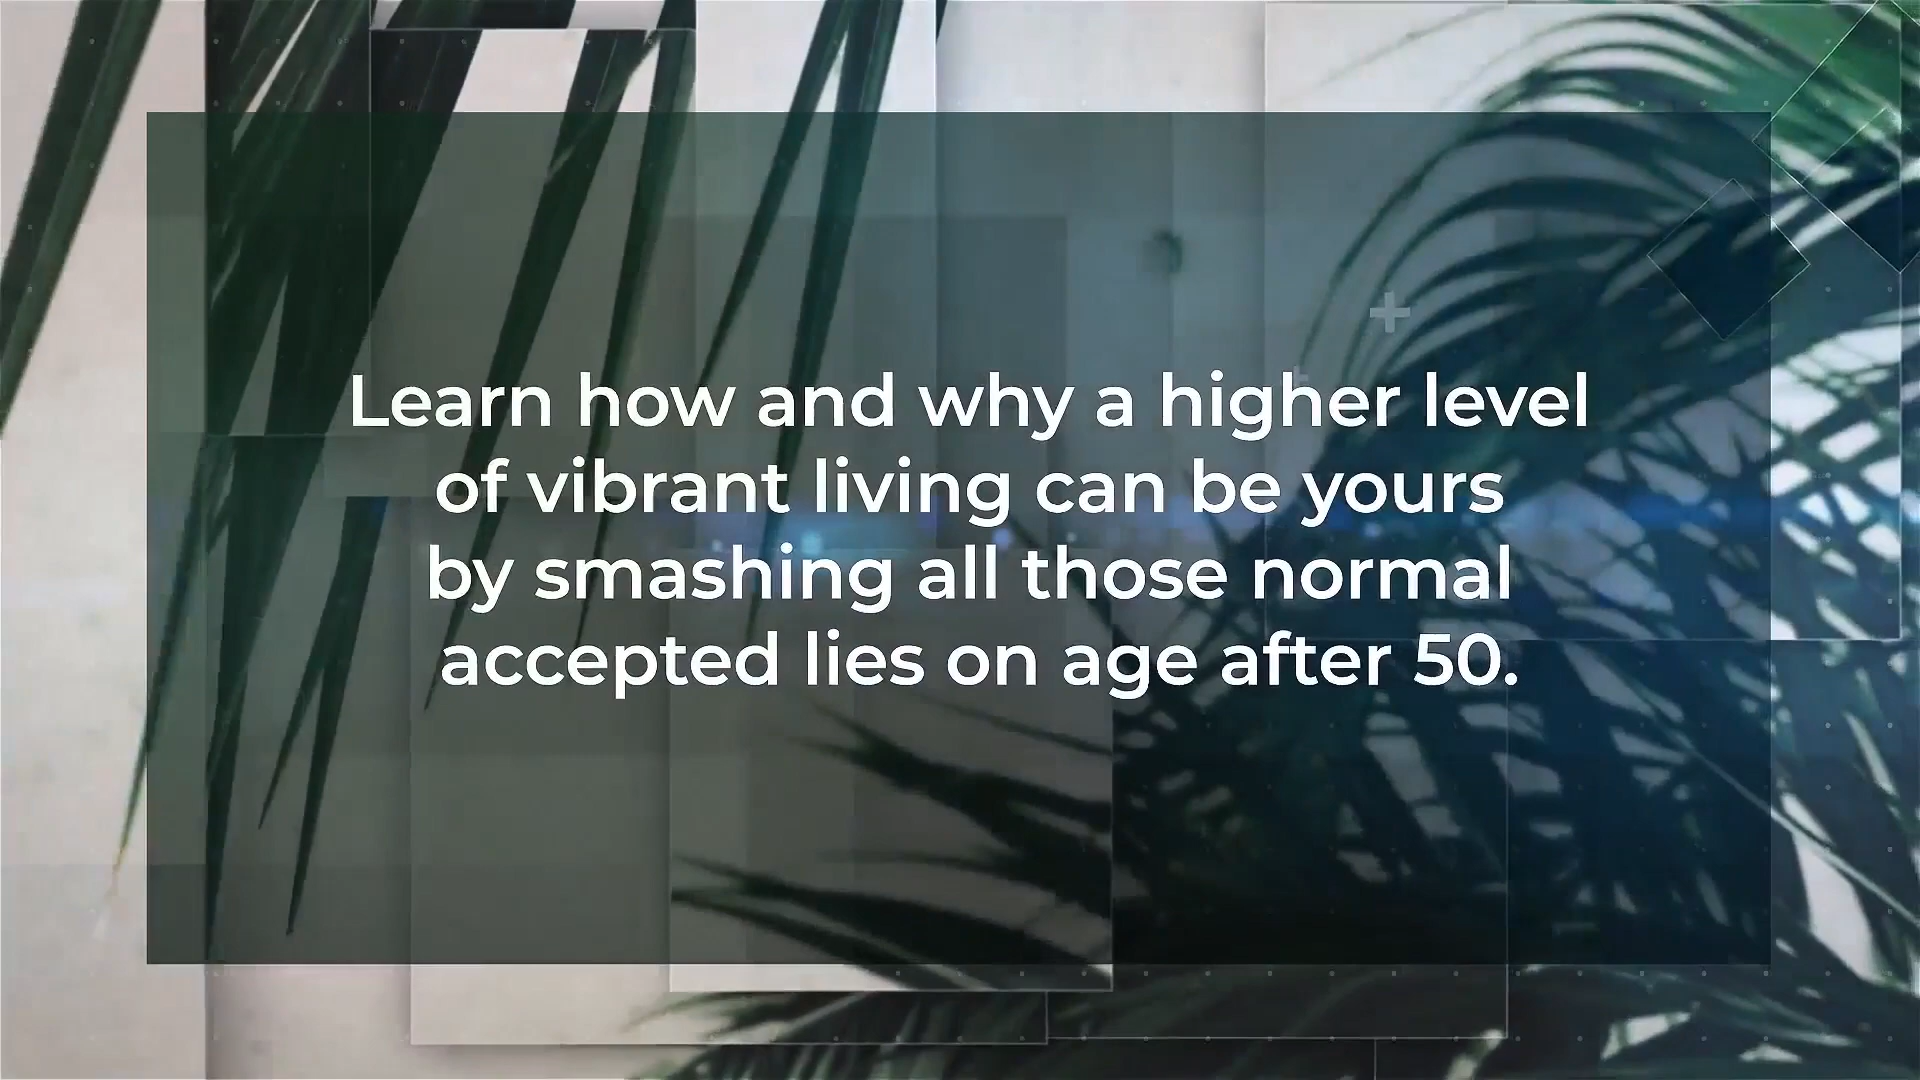 Learn how and why a higher level
of vibrant living can be yours
by smashing all those normal
accepted lies on age after 50.